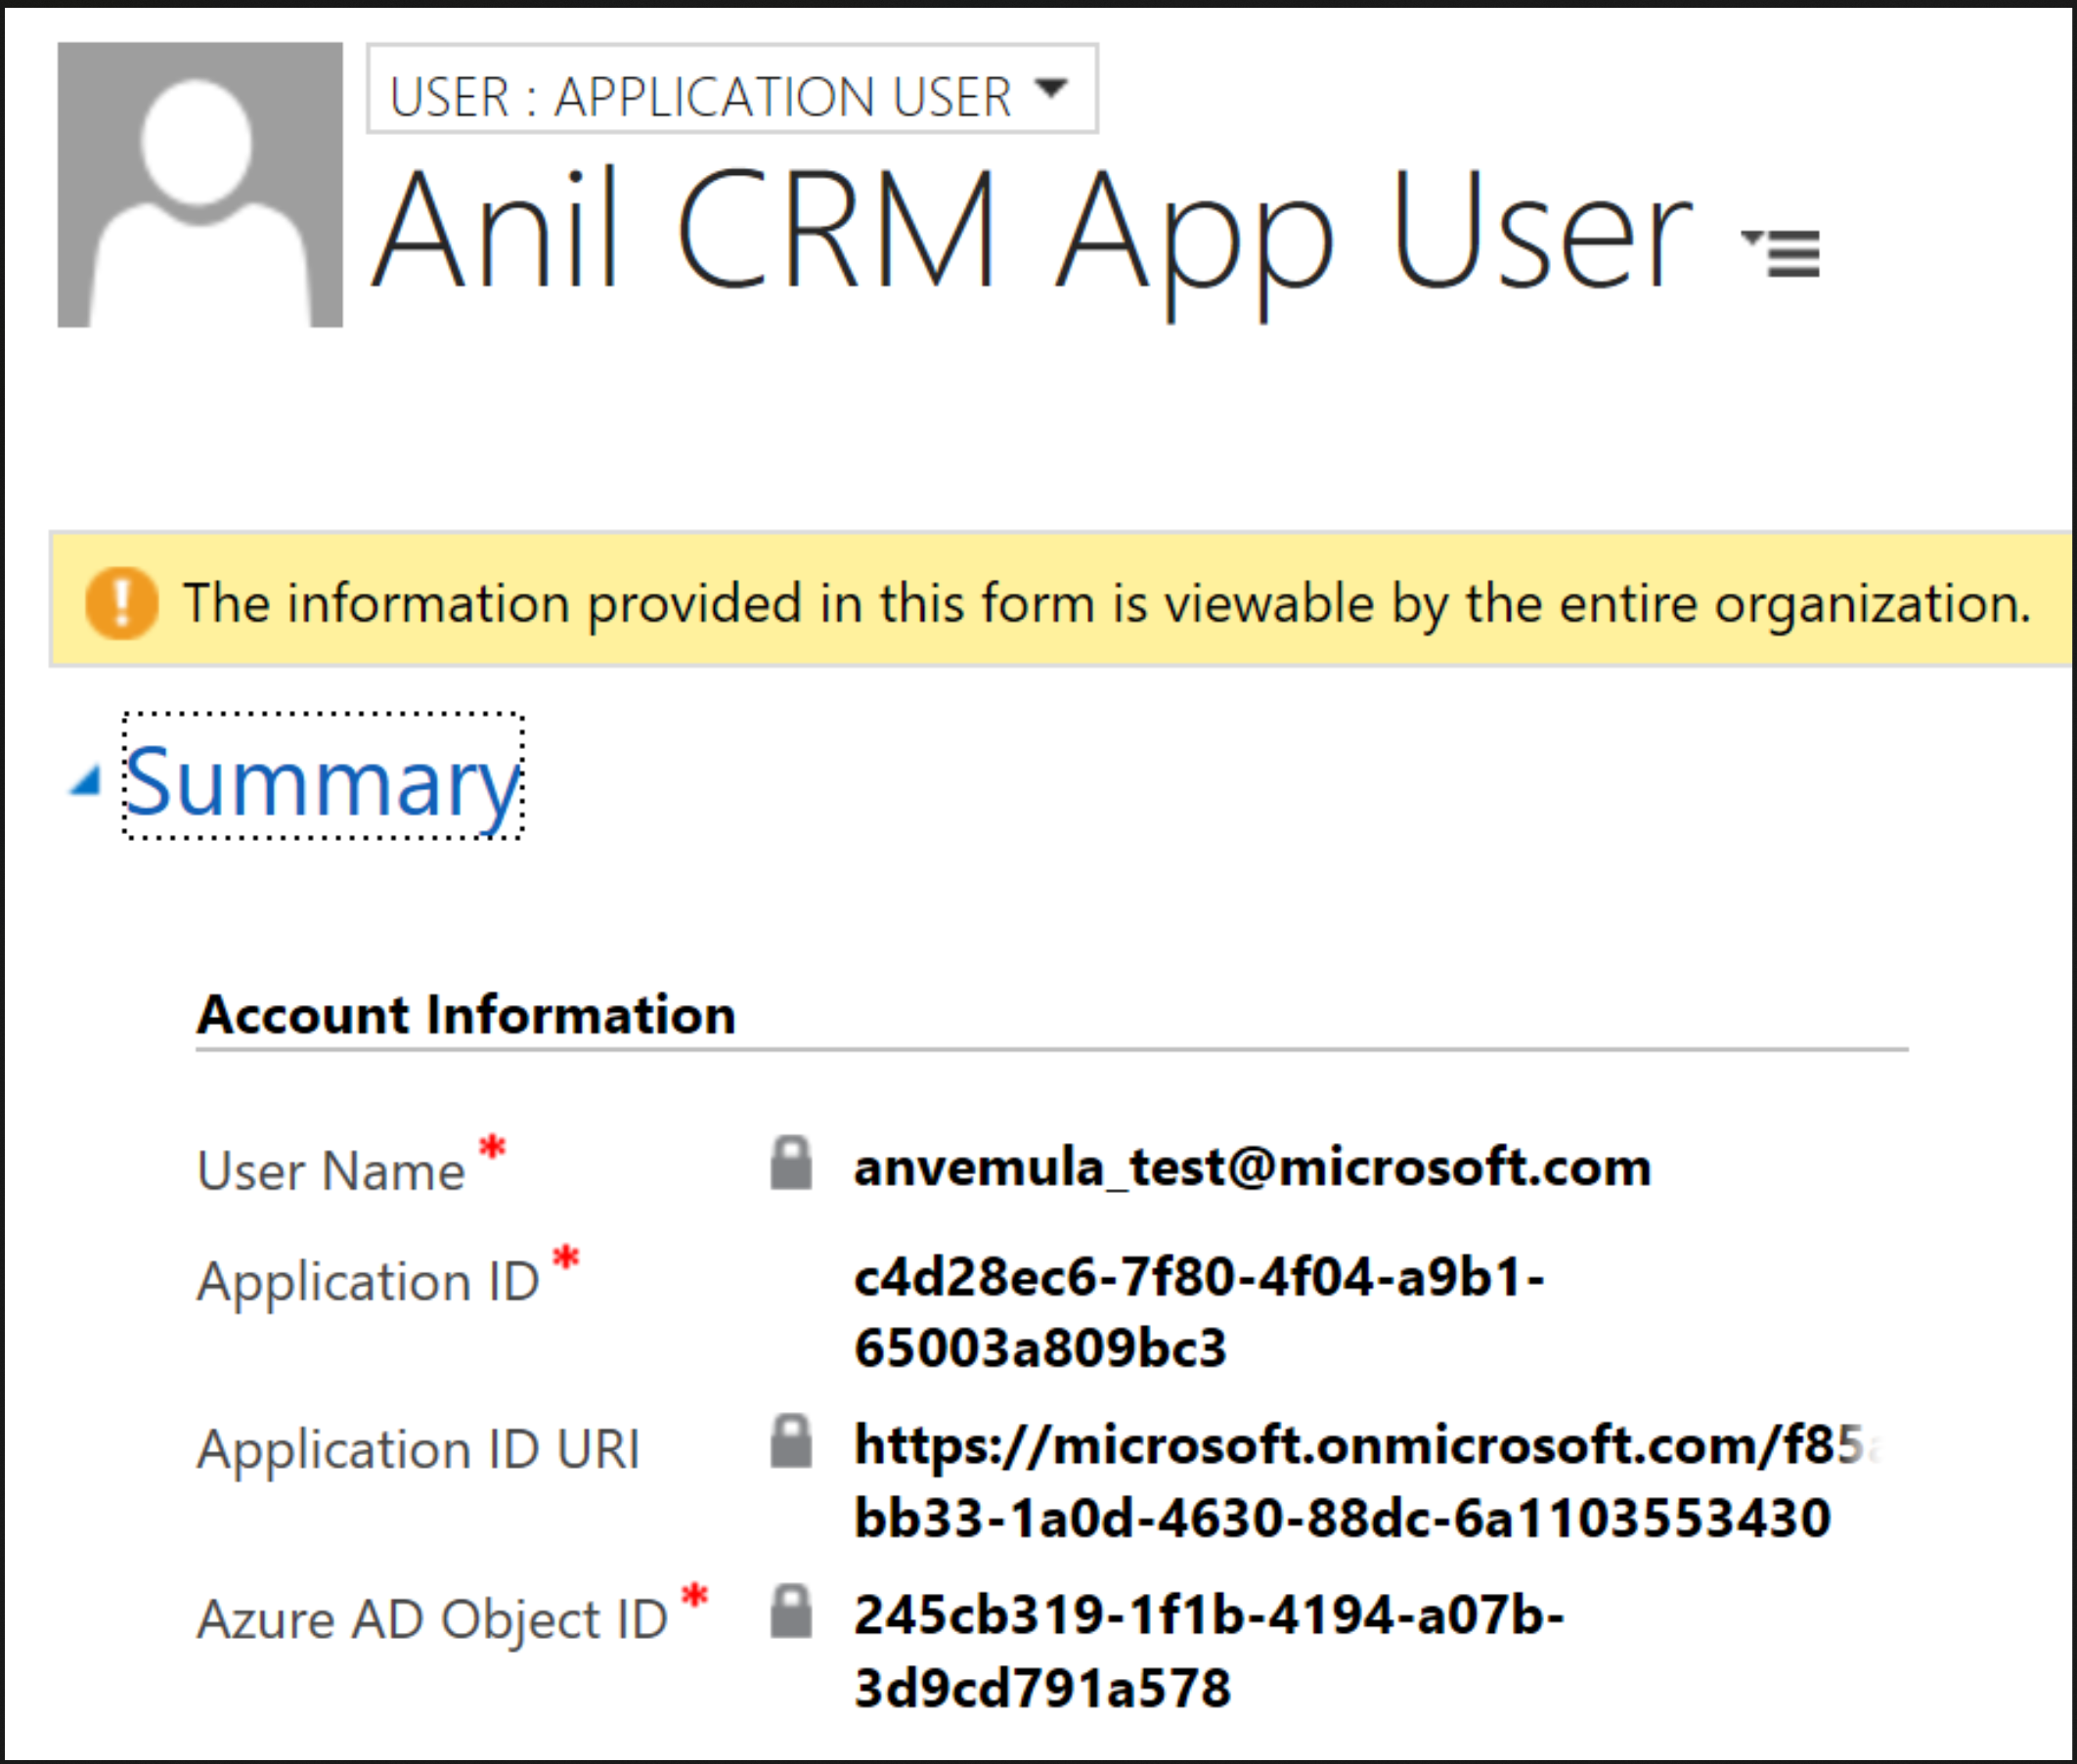 USER : APPLICATION USER
Anil CRM App User
The information provided in this form is viewable by the entire organization.
Summary
Account Information
User Name * anvemula_test@microsoft.com
Application ID * c4d28ec6-7f80-4f04-a9b1-
65003a809bc3
Application ID URI https://microsoft.onmicrosoft.com/f85a
bb33-1a0d-4630-88dc-6a1103553430
Azure AD Object ID * 245cb319-1f1b-4194-a07b-
3d9cd791a578